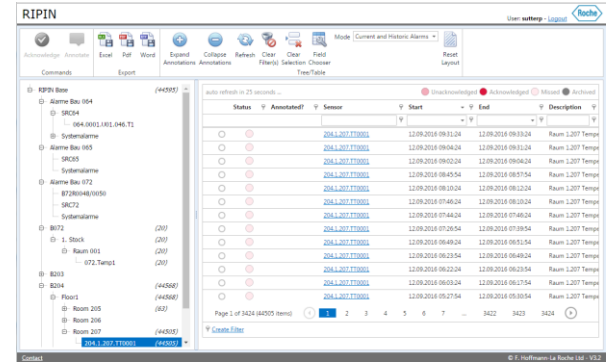 RIPIN
User: sutterp - Logout
Roche
Acknowledge Annotate
Excel Pdf Word
Expand Annotations
Collapse Annotations
Refresh
Clear Filter(s)
Clear Selection
Field Chooser
Mode Current and Historic Alarms
Reset Layout
Commands
Export
Tree/Table
RIPIN Base (44595)
Alarme Bau 064
SRC64
064.0001.U01.046.T1
Systemalarme
Alarme Bau 065
SRC65
Systemalarme
Alarme Bau 072
B72R0048/0050
SRC72
Systemalarme
B072 (20)
1. Stock (20)
Raum 001 (20)
072.Temp1 (20)
B203
B204 (44568)
Floor1 (44568)
Room 205 (63)
Room 206
Room 207 (44505)
204.1.207.TT0001 (44505)
auto refresh in 25 seconds ...
Unacknowledged Acknowledged Missed Archived
Status Annotated? Sensor Start End Description
204.1.207.TT0001 12.09.2016 09:31:24 12.09.2016 09:33:24 Raum 1.207 Tempe
204.1.207.TT0001 12.09.2016 09:04:24 12.09.2016 09:31:24 Raum 1.207 Tempe
204.1.207.TT0001 12.09.2016 09:02:24 12.09.2016 09:04:24 Raum 1.207 Tempe
204.1.207.TT0001 12.09.2016 08:45:54 12.09.2016 08:57:54 Raum 1.207 Tempe
204.1.207.TT0001 12.09.2016 08:10:24 12.09.2016 08:12:24 Raum 1.207 Tempe
204.1.207.TT0001 12.09.2016 07:46:24 12.09.2016 08:10:24 Raum 1.207 Tempe
204.1.207.TT0001 12.09.2016 07:44:24 12.09.2016 07:46:24 Raum 1.207 Tempe
204.1.207.TT0001 12.09.2016 07:26:54 12.09.2016 07:39:54 Raum 1.207 Tempe
204.1.207.TT0001 12.09.2016 06:49:24 12.09.2016 06:51:54 Raum 1.207 Tempe
204.1.207.TT0001 12.09.2016 06:23:54 12.09.2016 06:49:24 Raum 1.207 Tempe
204.1.207.TT0001 12.09.2016 06:22:24 12.09.2016 06:23:54 Raum 1.207 Tempe
204.1.207.TT0001 12.09.2016 06:03:24 12.09.2016 06:17:54 Raum 1.207 Tempe
204.1.207.TT0001 12.09.2016 05:27:54 12.09.2016 05:30:54 Raum 1.207 Tempe
Page 1 of 3424 (44505 items) 1 2 3 4 5 6 7 ... 3422 3423 3424
Create Filter
Contact
© F. Hoffmann-La Roche Ltd - V3.2